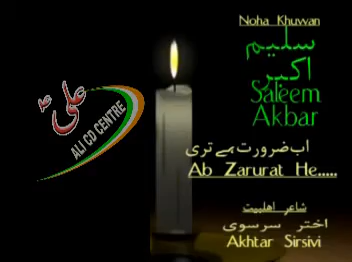 Noha Khuwan
سلیم
اکبر
Saleem
Akbar
علی
ALI CD CENTRE
اب ضرورت ہے تری
Ab Zarurat He.....
شاعر اھلبیت
اختر سرسوی
Akhtar Sirsivi